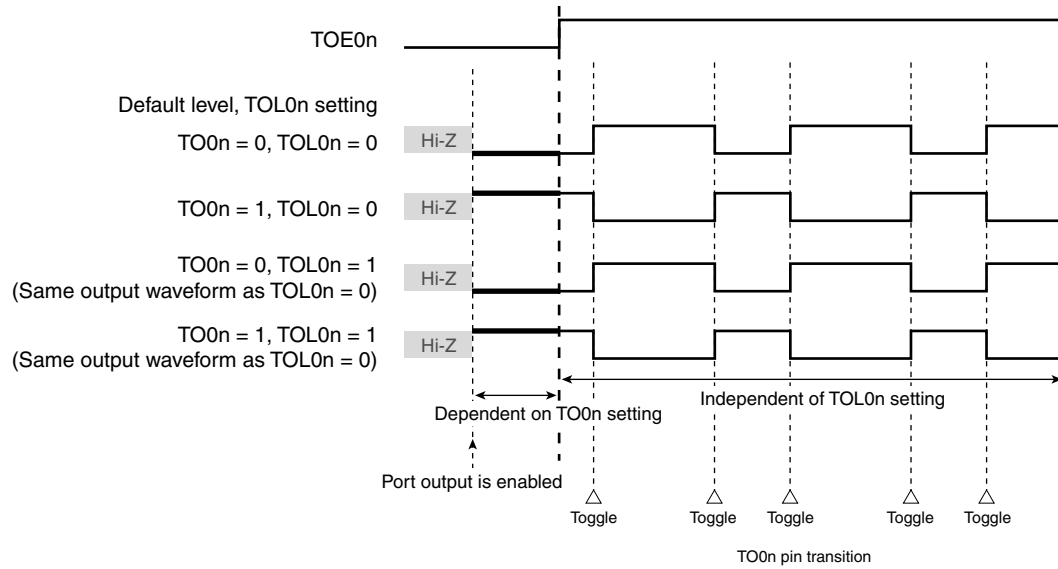 TOE0n
Default level, TOL0n setting
TO0n = 0, TOL0n = 0
Hi-Z
TO0n = 1, TOL0n = 0
Hi-Z
TO0n = 0, TOL0n = 1
(Same output waveform as TOL0n = 0)
Hi-Z
TO0n = 1, TOL0n = 1
(Same output waveform as TOL0n = 0)
Hi-Z
Dependent on TO0n setting
Independent of TOL0n setting
Port output is enabled
Toggle Toggle Toggle Toggle Toggle
TO0n pin transition